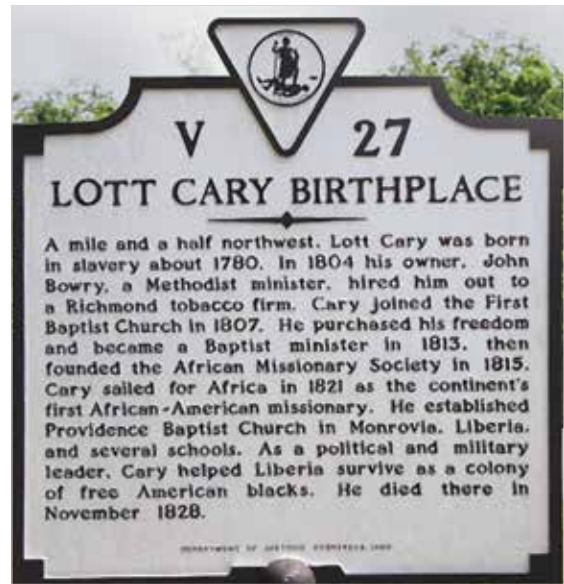 V 27
LOTT CARY BIRTHPLACE
A mile and a half northwest, Lott Cary was born
in slavery about 1780. In 1804 his owner, John
Bowry, a Methodist minister, hired him out to
a Richmond tobacco firm. Cary joined the First
Baptist Church in 1807. He purchased his freedom
and became a Baptist minister in 1813, then
founded the African Missionary Society in 1815.
Cary sailed for Africa in 1821 as the continent's
first African-American missionary. He established
Providence Baptist Church in Monrovia, Liberia,
and several schools. As a political and military
leader, Cary helped Liberia survive as a colony
of free American blacks. He died there in
November 1828.
DEPARTMENT OF HISTORIC RESOURCES,